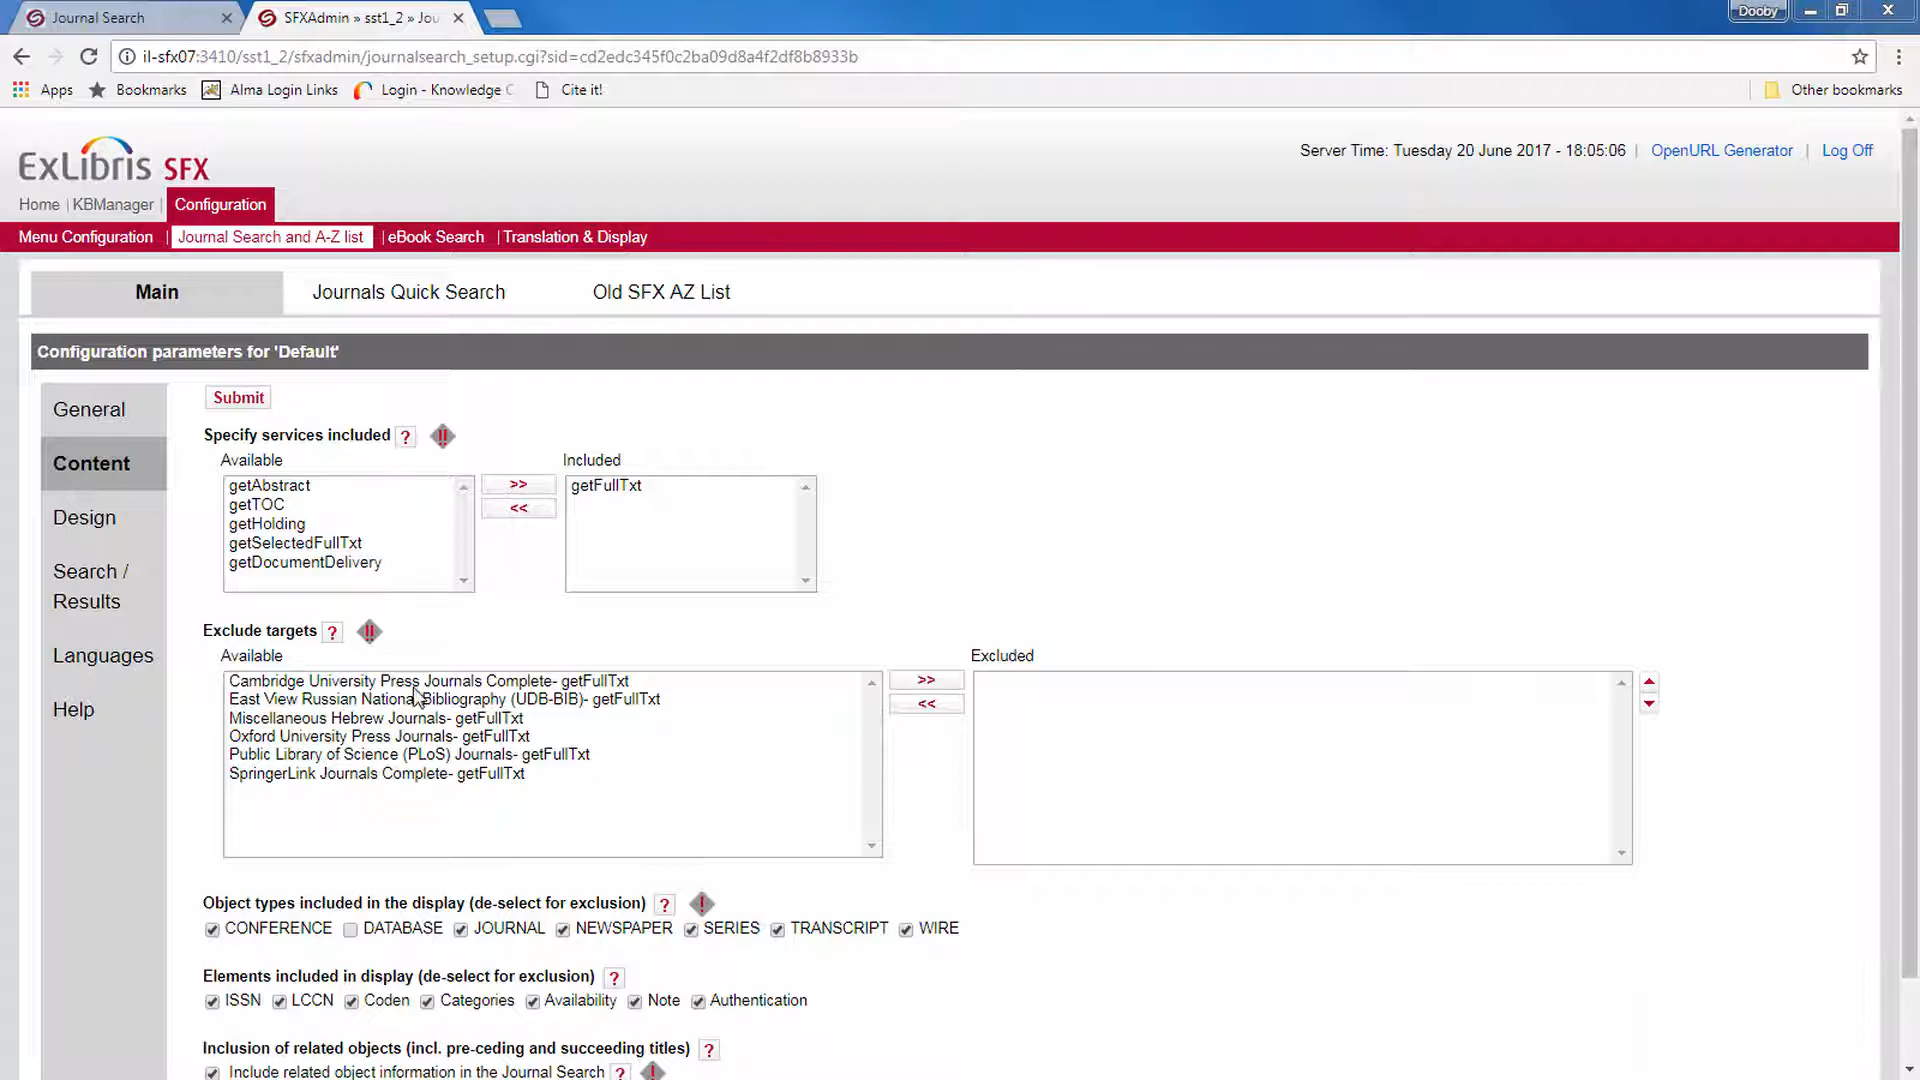 Journal Search
SFXAdmin » sst1_2 » Jou
Dooby
il-sfx07:3410/sst1_2/sfxadmin/journalsearch_setup.cgi?sid=cd2edc345f0c2ba09d8a4f2df8b8933b
Apps Bookmarks Alma Login Links Login - Knowledge C Cite it! Other bookmarks
ExLibris SFX
Server Time: Tuesday 20 June 2017 - 18:05:06 | OpenURL Generator | Log Off
Home | KBManager | Configuration
Menu Configuration | Journal Search and A-Z list | eBook Search | Translation & Display
Main Journals Quick Search Old SFX AZ List
Configuration parameters for 'Default'
General
Content
Design
Search /
Results
Languages
Help
Submit
Specify services included ? !!
Available Included
getAbstract
getTOC
getHolding
getSelectedFullTxt
getDocumentDelivery
>>
<<
getFullTxt
Exclude targets ? !!
Available Excluded
Cambridge University Press Journals Complete- getFullTxt
East View Russian National Bibliography (UDB-BIB)- getFullTxt
Miscellaneous Hebrew Journals- getFullTxt
Oxford University Press Journals- getFullTxt
Public Library of Science (PLoS) Journals- getFullTxt
SpringerLink Journals Complete- getFullTxt
>>
<<
Object types included in the display (de-select for exclusion) ? !
CONFERENCE DATABASE JOURNAL NEWSPAPER SERIES TRANSCRIPT WIRE
Elements included in display (de-select for exclusion) ?
ISSN LCCN Coden Categories Availability Note Authentication
Inclusion of related objects (incl. pre-ceding and succeeding titles) ?
Include related object information in the Journal Search ? !